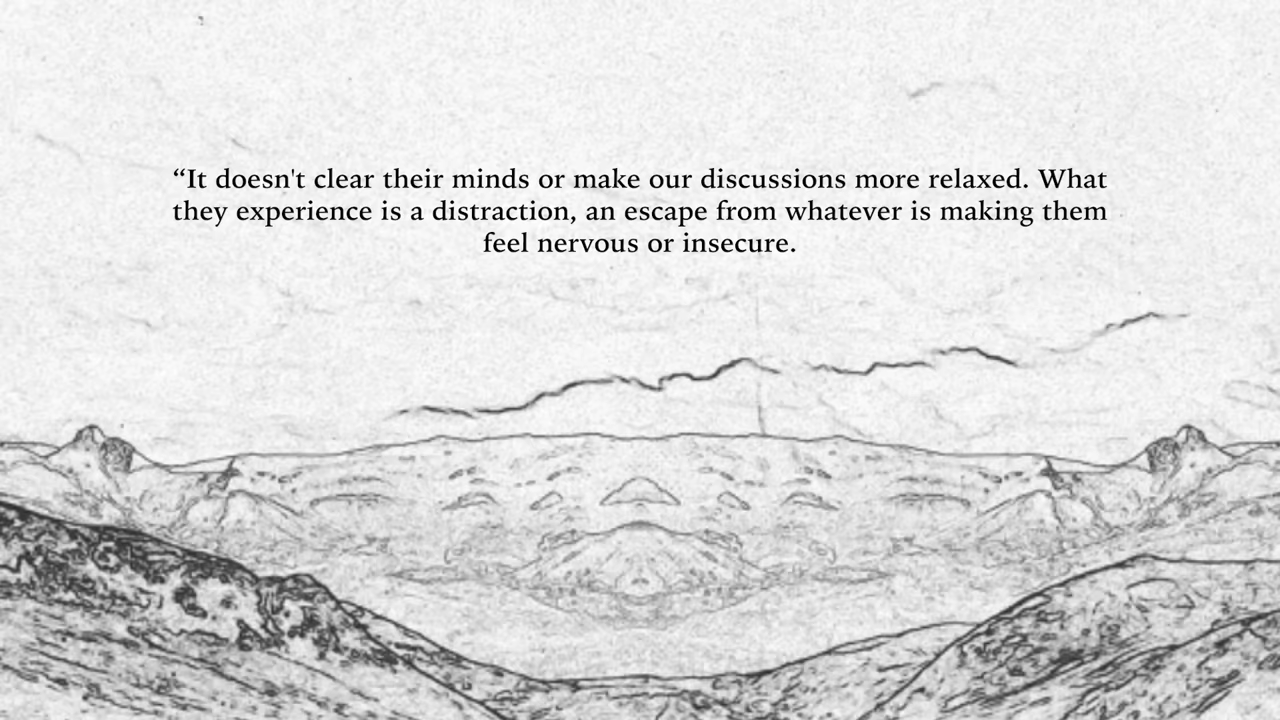 “It doesn't clear their minds or make our discussions more relaxed. What
they experience is a distraction, an escape from whatever is making them
feel nervous or insecure.